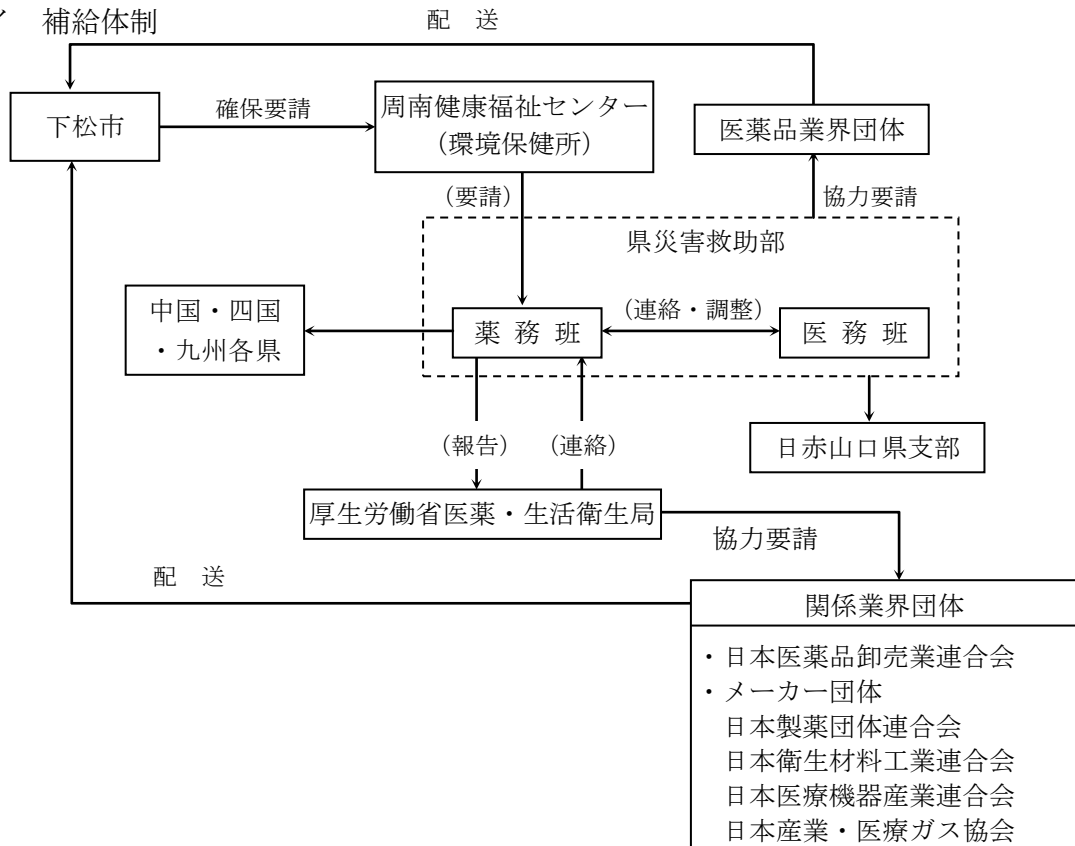 補給体制
配 送
下松市
確保要請
周南健康福祉センター
（環境保健所）
医薬品業界団体
（要請）
協力要請
県災害救助部
中国・四国
・九州各県
薬 務 班
（連絡・調整）
医 務 班
（報告）
（連絡）
日赤山口県支部
厚生労働省医薬・生活衛生局
協力要請
配 送
関係業界団体
・日本医薬品卸売業連合会
・メーカー団体
日本製薬団体連合会
日本衛生材料工業連合会
日本医療機器産業連合会
日本産業・医療ガス協会